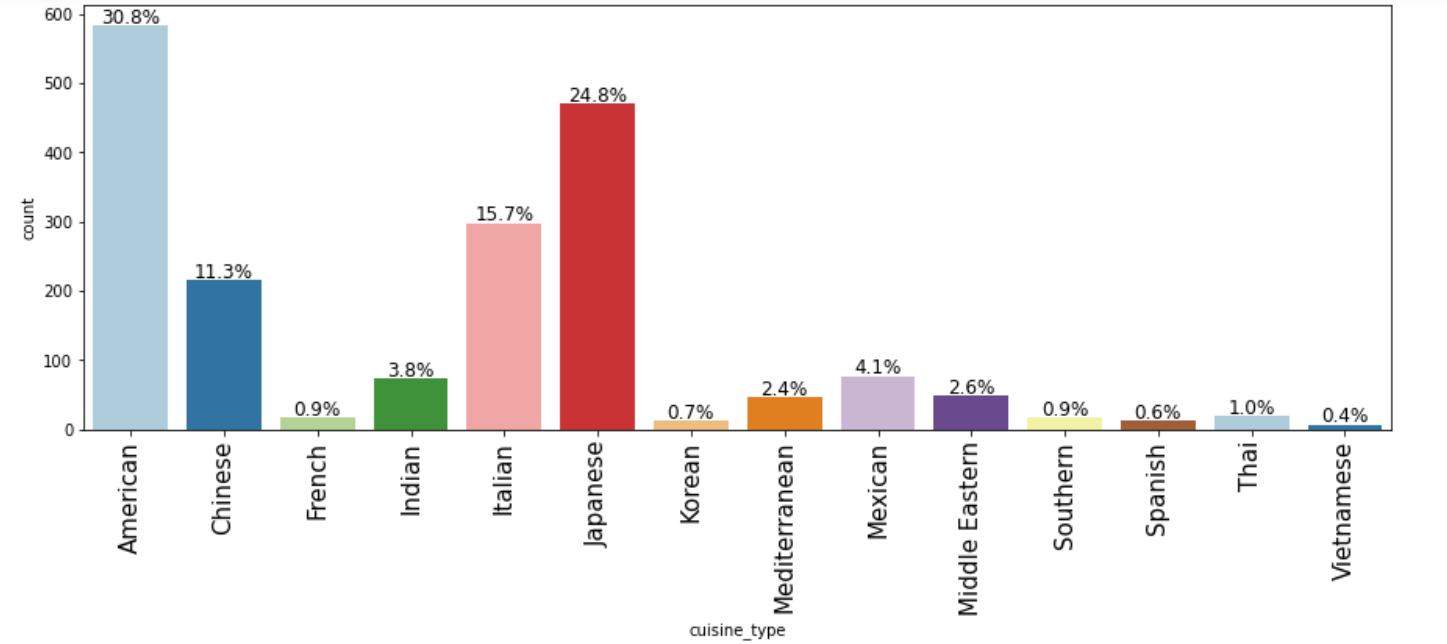 600
500
400
300
200
100
0
count
30.8%
11.3%
0.9%
3.8%
15.7%
24.8%
0.7%
2.4%
4.1%
2.6%
0.9%
0.6%
1.0%
0.4%
American
Chinese
French
Indian
Italian
Japanese
Korean
Mediterranean
Mexican
Middle Eastern
Southern
Spanish
Thai
Vietnamese
cuisine_type